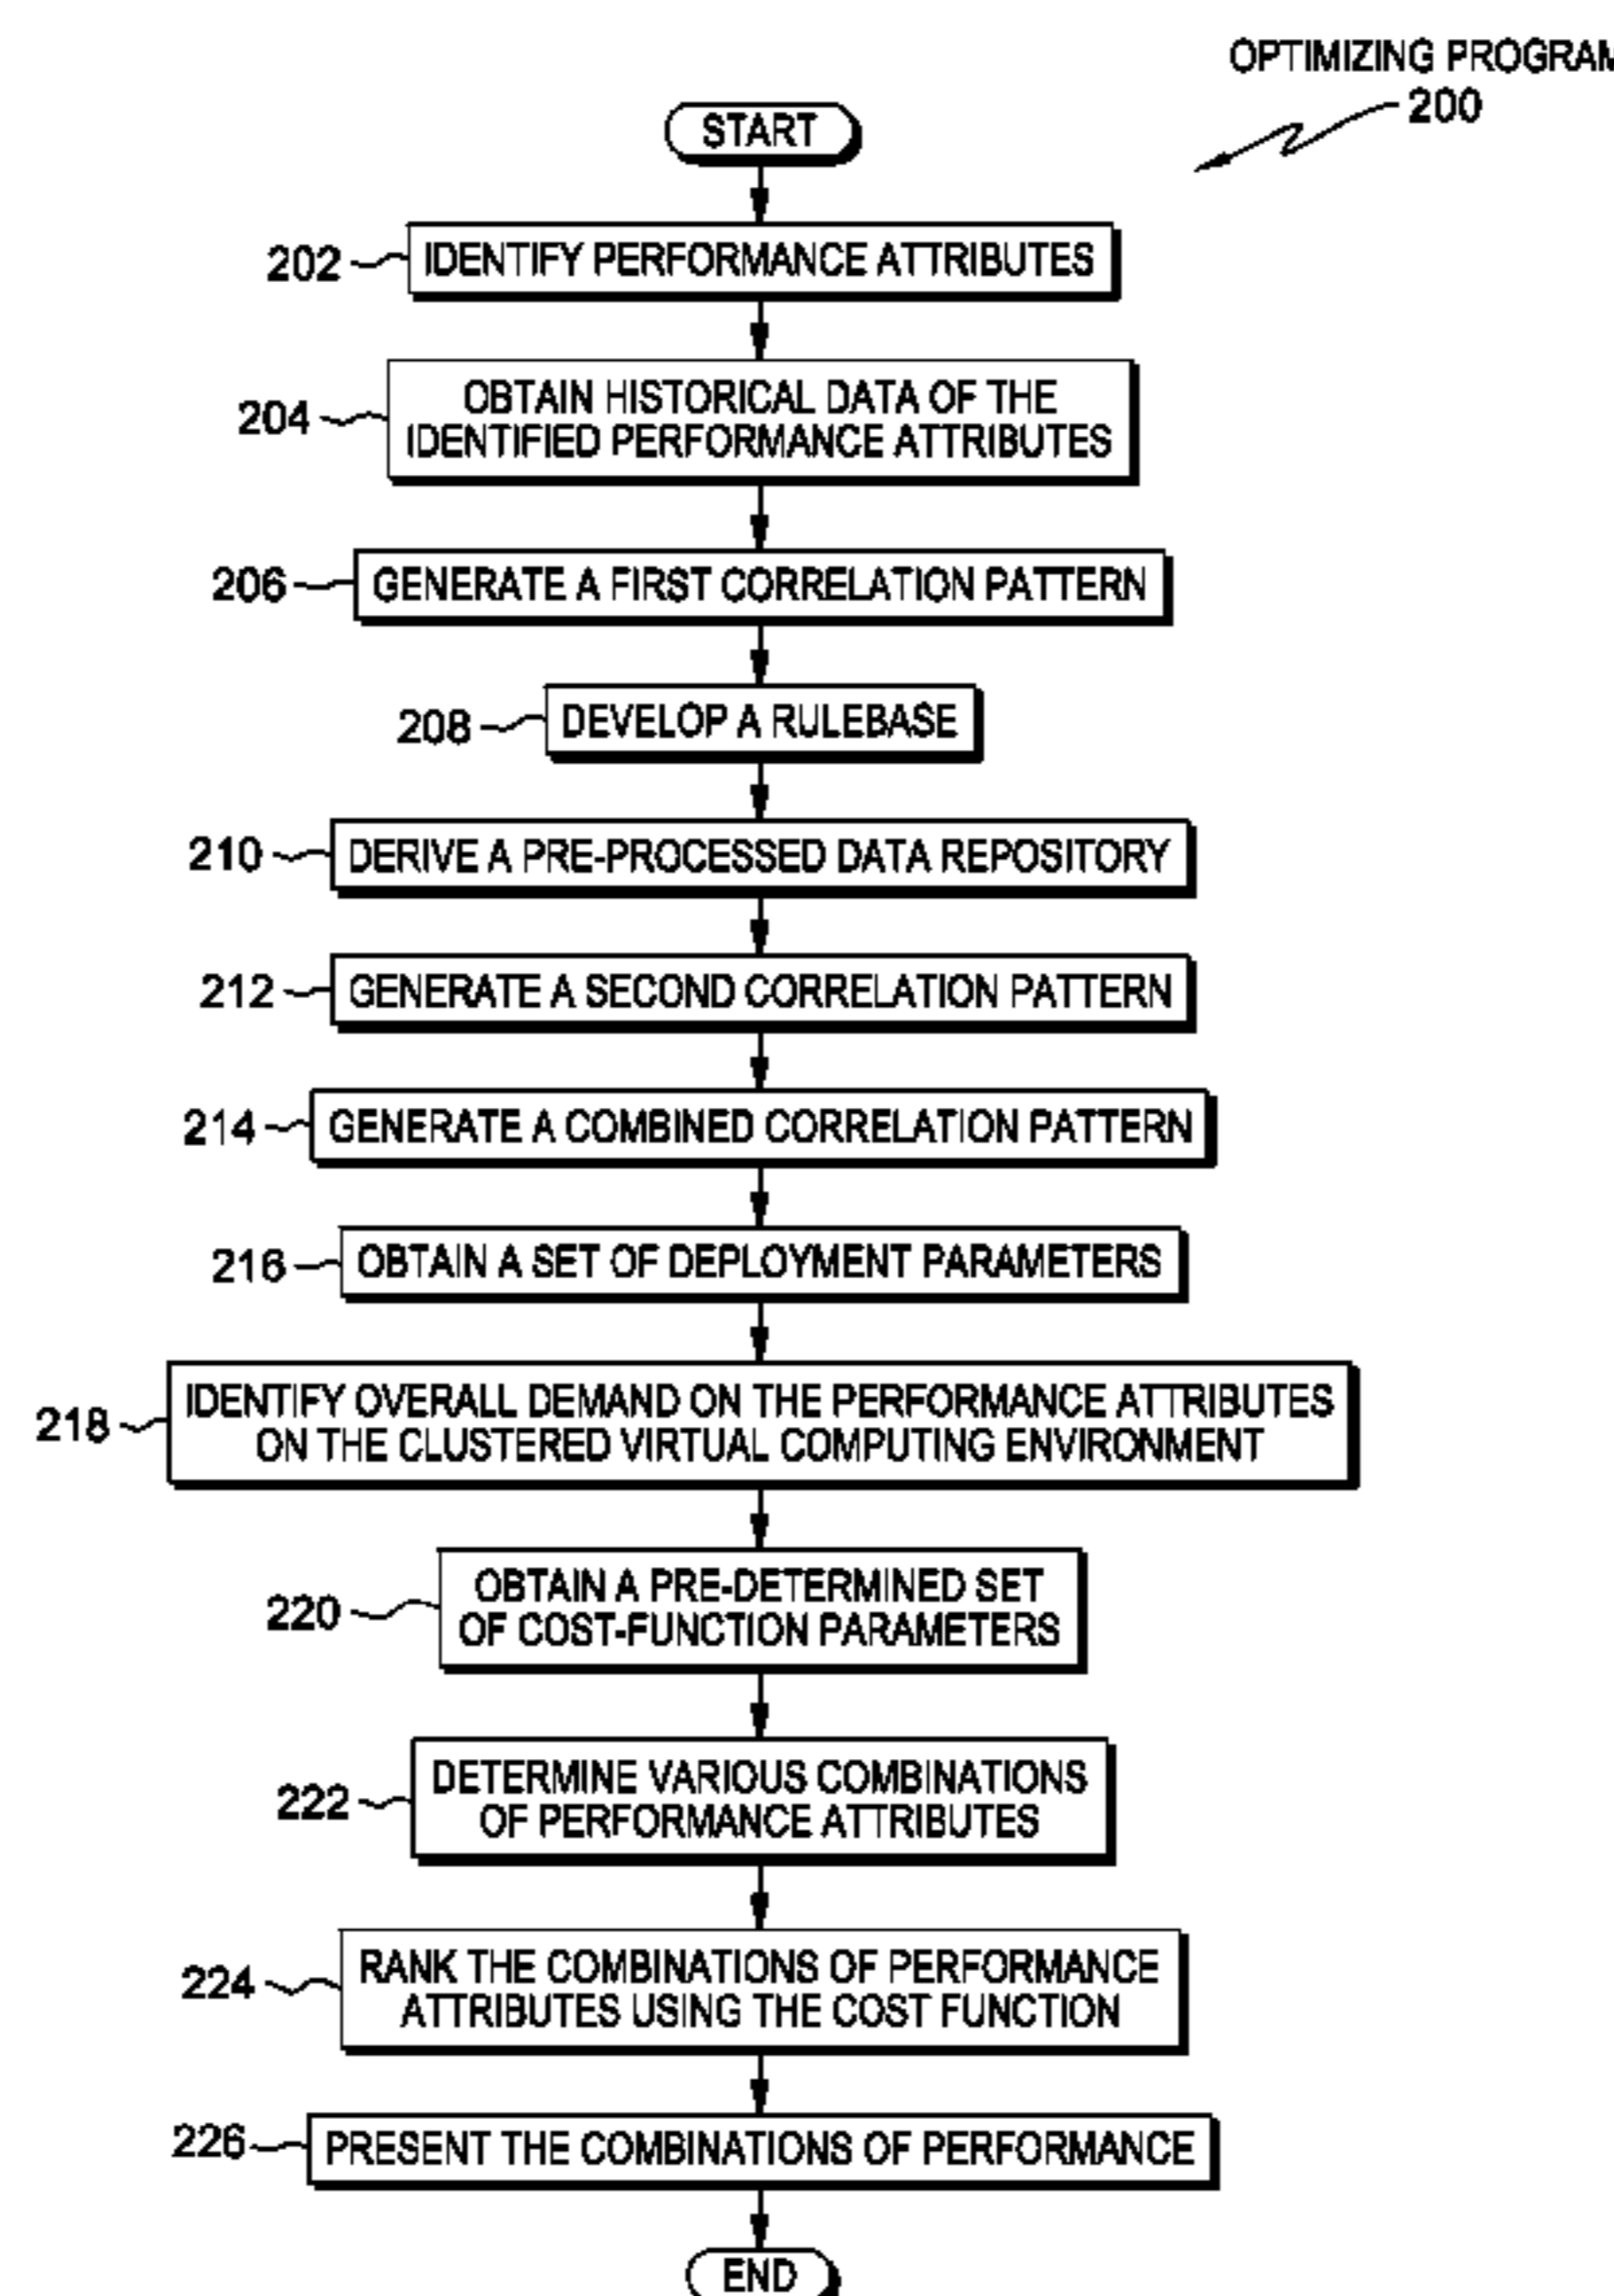 OPTIMIZING PROGRAM
200
START
202
IDENTIFY PERFORMANCE ATTRIBUTES
204
OBTAIN HISTORICAL DATA OF THE
IDENTIFIED PERFORMANCE ATTRIBUTES
206
GENERATE A FIRST CORRELATION PATTERN
208
DEVELOP A RULEBASE
210
DERIVE A PRE-PROCESSED DATA REPOSITORY
212
GENERATE A SECOND CORRELATION PATTERN
214
GENERATE A COMBINED CORRELATION PATTERN
216
OBTAIN A SET OF DEPLOYMENT PARAMETERS
218
IDENTIFY OVERALL DEMAND ON THE PERFORMANCE ATTRIBUTES
ON THE CLUSTERED VIRTUAL COMPUTING ENVIRONMENT
220
OBTAIN A PRE-DETERMINED SET
OF COST-FUNCTION PARAMETERS
222
DETERMINE VARIOUS COMBINATIONS
OF PERFORMANCE ATTRIBUTES
224
RANK THE COMBINATIONS OF PERFORMANCE
ATTRIBUTES USING THE COST FUNCTION
226
PRESENT THE COMBINATIONS OF PERFORMANCE
END